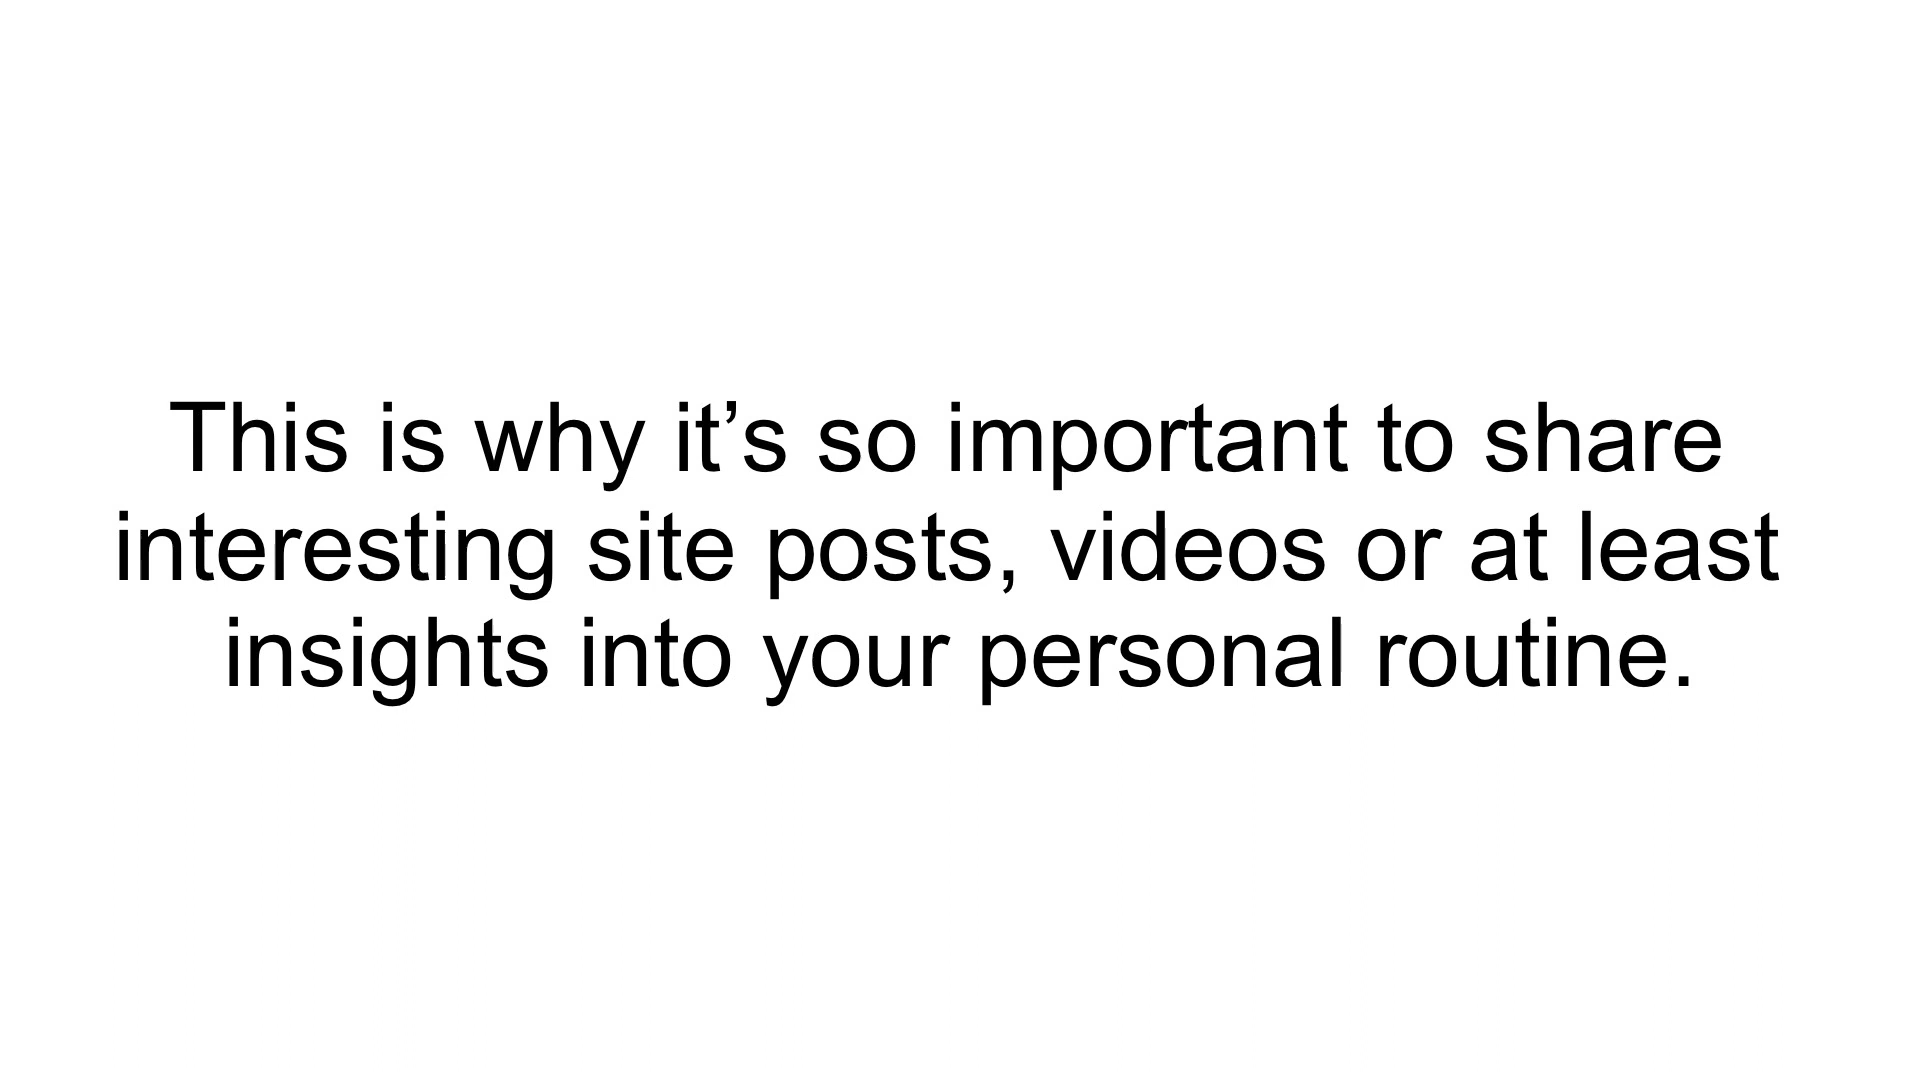 This is why it’s so important to share
interesting site posts, videos or at least
insights into your personal routine.